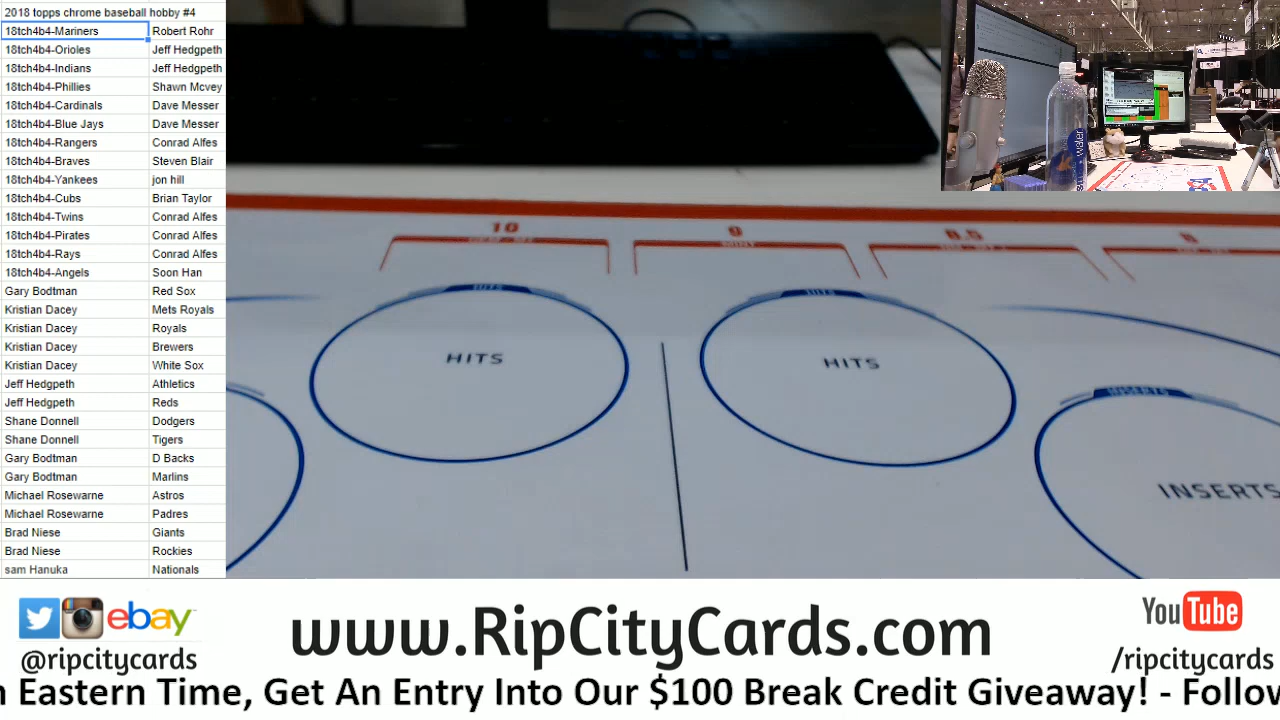 2018 topps chrome baseball hobby #4
18tch4b4-Mariners Robert Rohr
18tch4b4-Orioles Jeff Hedgpeth
18tch4b4-Indians Jeff Hedgpeth
18tch4b4-Phillies Shawn Mcvey
18tch4b4-Cardinals Dave Messer
18tch4b4-Blue Jays Dave Messer
18tch4b4-Rangers Conrad Alfes
18tch4b4-Braves Steven Blair
18tch4b4-Yankees jon hill
18tch4b4-Cubs Brian Taylor
18tch4b4-Twins Conrad Alfes
18tch4b4-Pirates Conrad Alfes
18tch4b4-Rays Conrad Alfes
18tch4b4-Angels Soon Han
Gary Bodtman Red Sox
Kristian Dacey Mets Royals
Kristian Dacey Royals
Kristian Dacey Brewers
Kristian Dacey White Sox
Jeff Hedgpeth Athletics
Jeff Hedgpeth Reds
Shane Donnell Dodgers
Shane Donnell Tigers
Gary Bodtman D Backs
Gary Bodtman Marlins
Michael Rosewarne Astros
Michael Rosewarne Padres
Brad Niese Giants
Brad Niese Rockies
sam Hanuka Nationals
10 9 8.5
HITS HITS
HITS HITS
INSERTS
INSERTS
water
ebay
@ripcitycards
www.RipCityCards.com
YouTube
/ripcitycards
n Eastern Time, Get An Entry Into Our $100 Break Credit Giveaway! - Follow